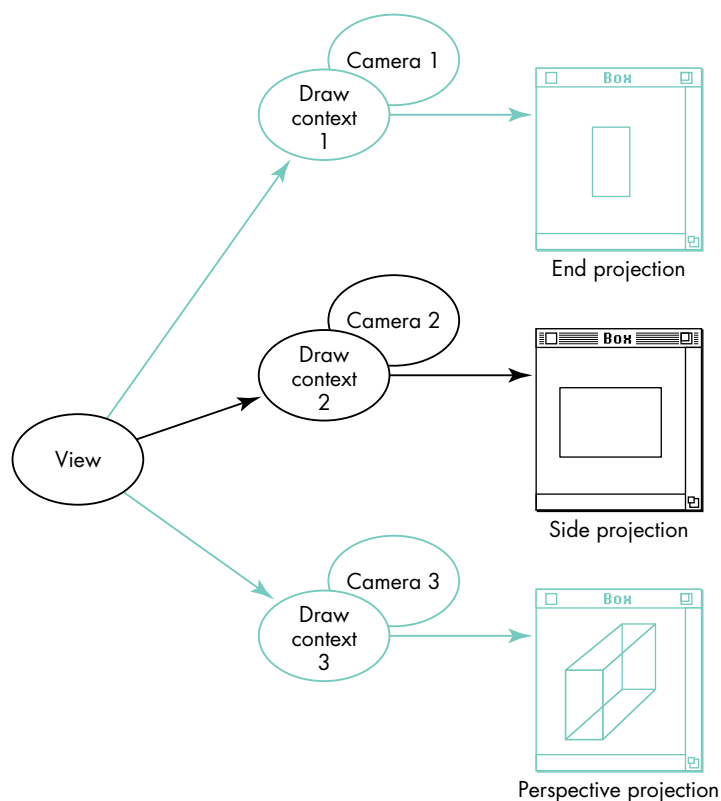 Camera 1
Draw
context
1
Box
End projection
Camera 2
Draw
context
2
Box
Side projection
View
Camera 3
Draw
context
3
Box
Perspective projection